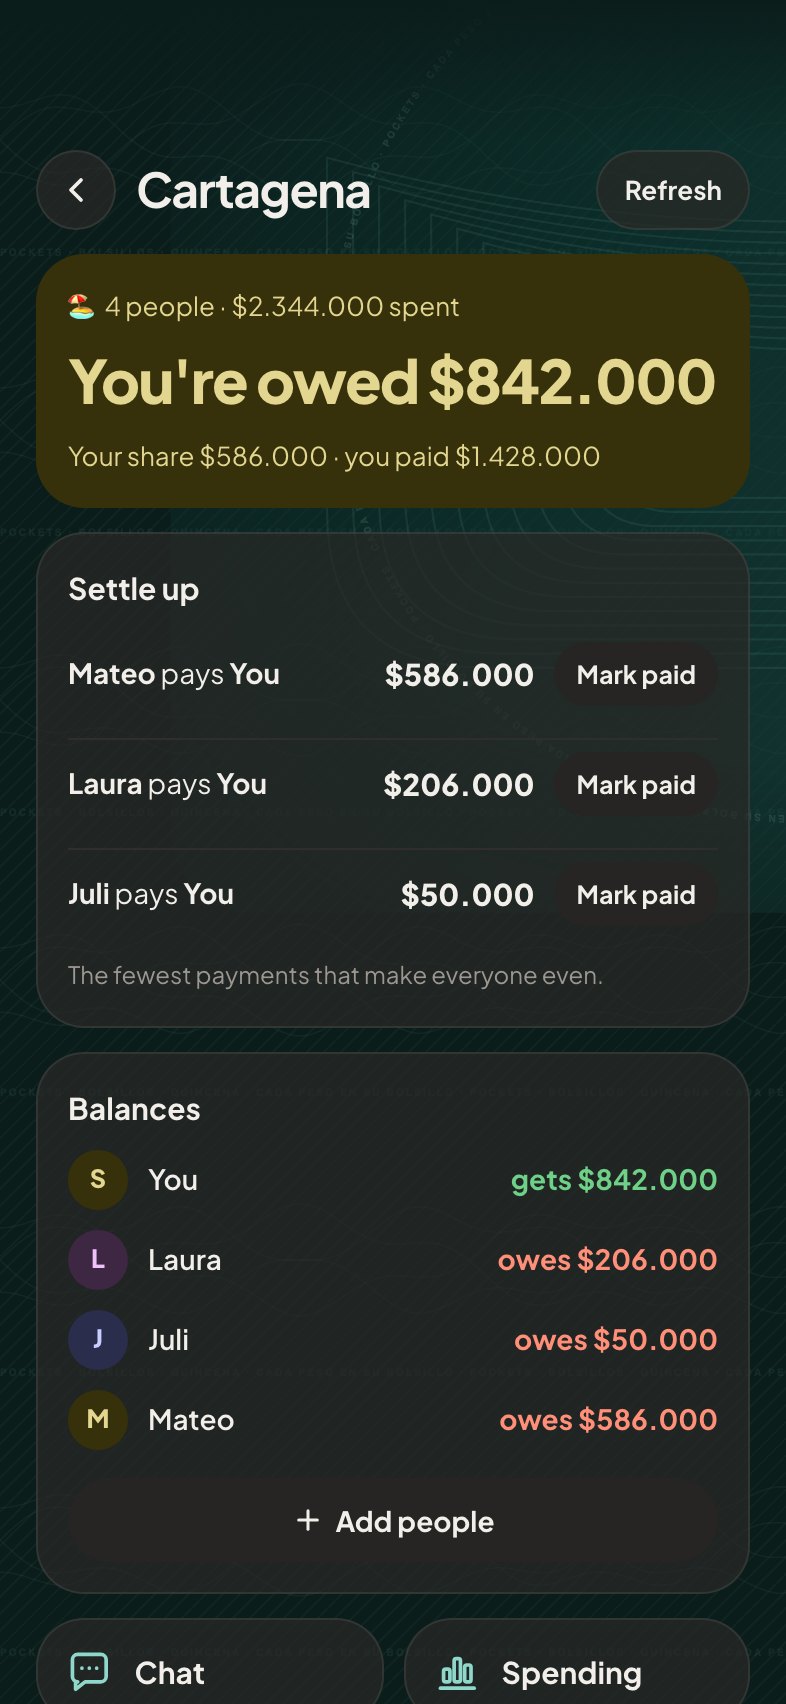 Cartagena
Refresh
4 people · $2.344.000 spent
You're owed $842.000
Your share $586.000 · you paid $1.428.000
Settle up
Mateo pays You $586.000 Mark paid
Laura pays You $206.000 Mark paid
Juli pays You $50.000 Mark paid
The fewest payments that make everyone even.
Balances
S You gets $842.000
L Laura owes $206.000
J Juli owes $50.000
M Mateo owes $586.000
+ Add people
Chat
Spending